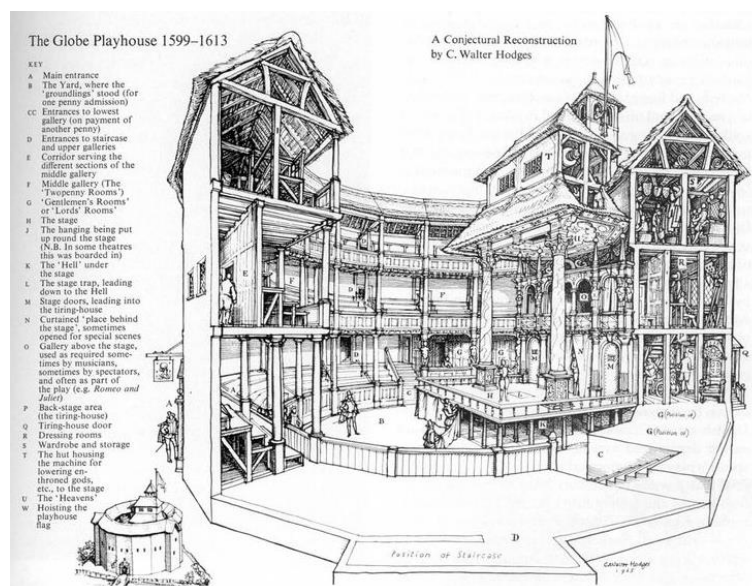 The Globe Playhouse 1599–1613
A Conjectural Reconstruction
by C. Walter Hodges
KEY
A Main entrance
B The Yard, where the
'groundlings' stood (for
one penny admission)
CC Entrances to lowest
gallery (on payment of
another penny)
D Entrances to staircase
and upper galleries
E Corridor serving the
different sections of the
middle gallery
F Middle gallery (The
'Twopenny Rooms')
G 'Gentlemen's Rooms'
or 'Lords' Rooms'
H The stage
J The hanging being put
up round the stage
(N.B. In some theatres
this was boarded in)
K The 'Hell' under
the stage
L The stage trap, leading
down to the Hell
M Stage doors, leading into
the tiring-house
N Curtained 'place behind
the stage', sometimes
opened for special scenes
O Gallery above the stage,
used as required some-
times by musicians,
sometimes by spectators,
and often as part of
the play (e.g. Romeo and
Juliet)
P Back-stage area
(the tiring-house)
Q Tiring-house door
R Dressing rooms
S Wardrobe and storage
T The hut housing
the machine for
lowering en-
throned gods,
etc., to the stage
U The 'Heavens'
W Hoisting the
playhouse
flag
W
T
S
U
R
E
F
F
D
O
G
G
M
N
M
Q
D
H
L
A
C
A
B
J
K
G (Position of)
G (Position of)
C
D
Position of Staircase
C. Walter Hodges